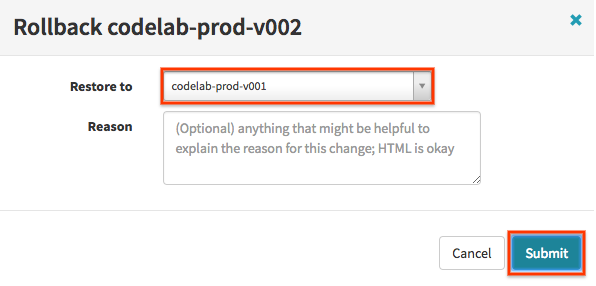 Rollback codelab-prod-v002
Restore to
codelab-prod-v001
Reason
(Optional) anything that might be helpful to
explain the reason for this change; HTML is okay
Cancel
Submit